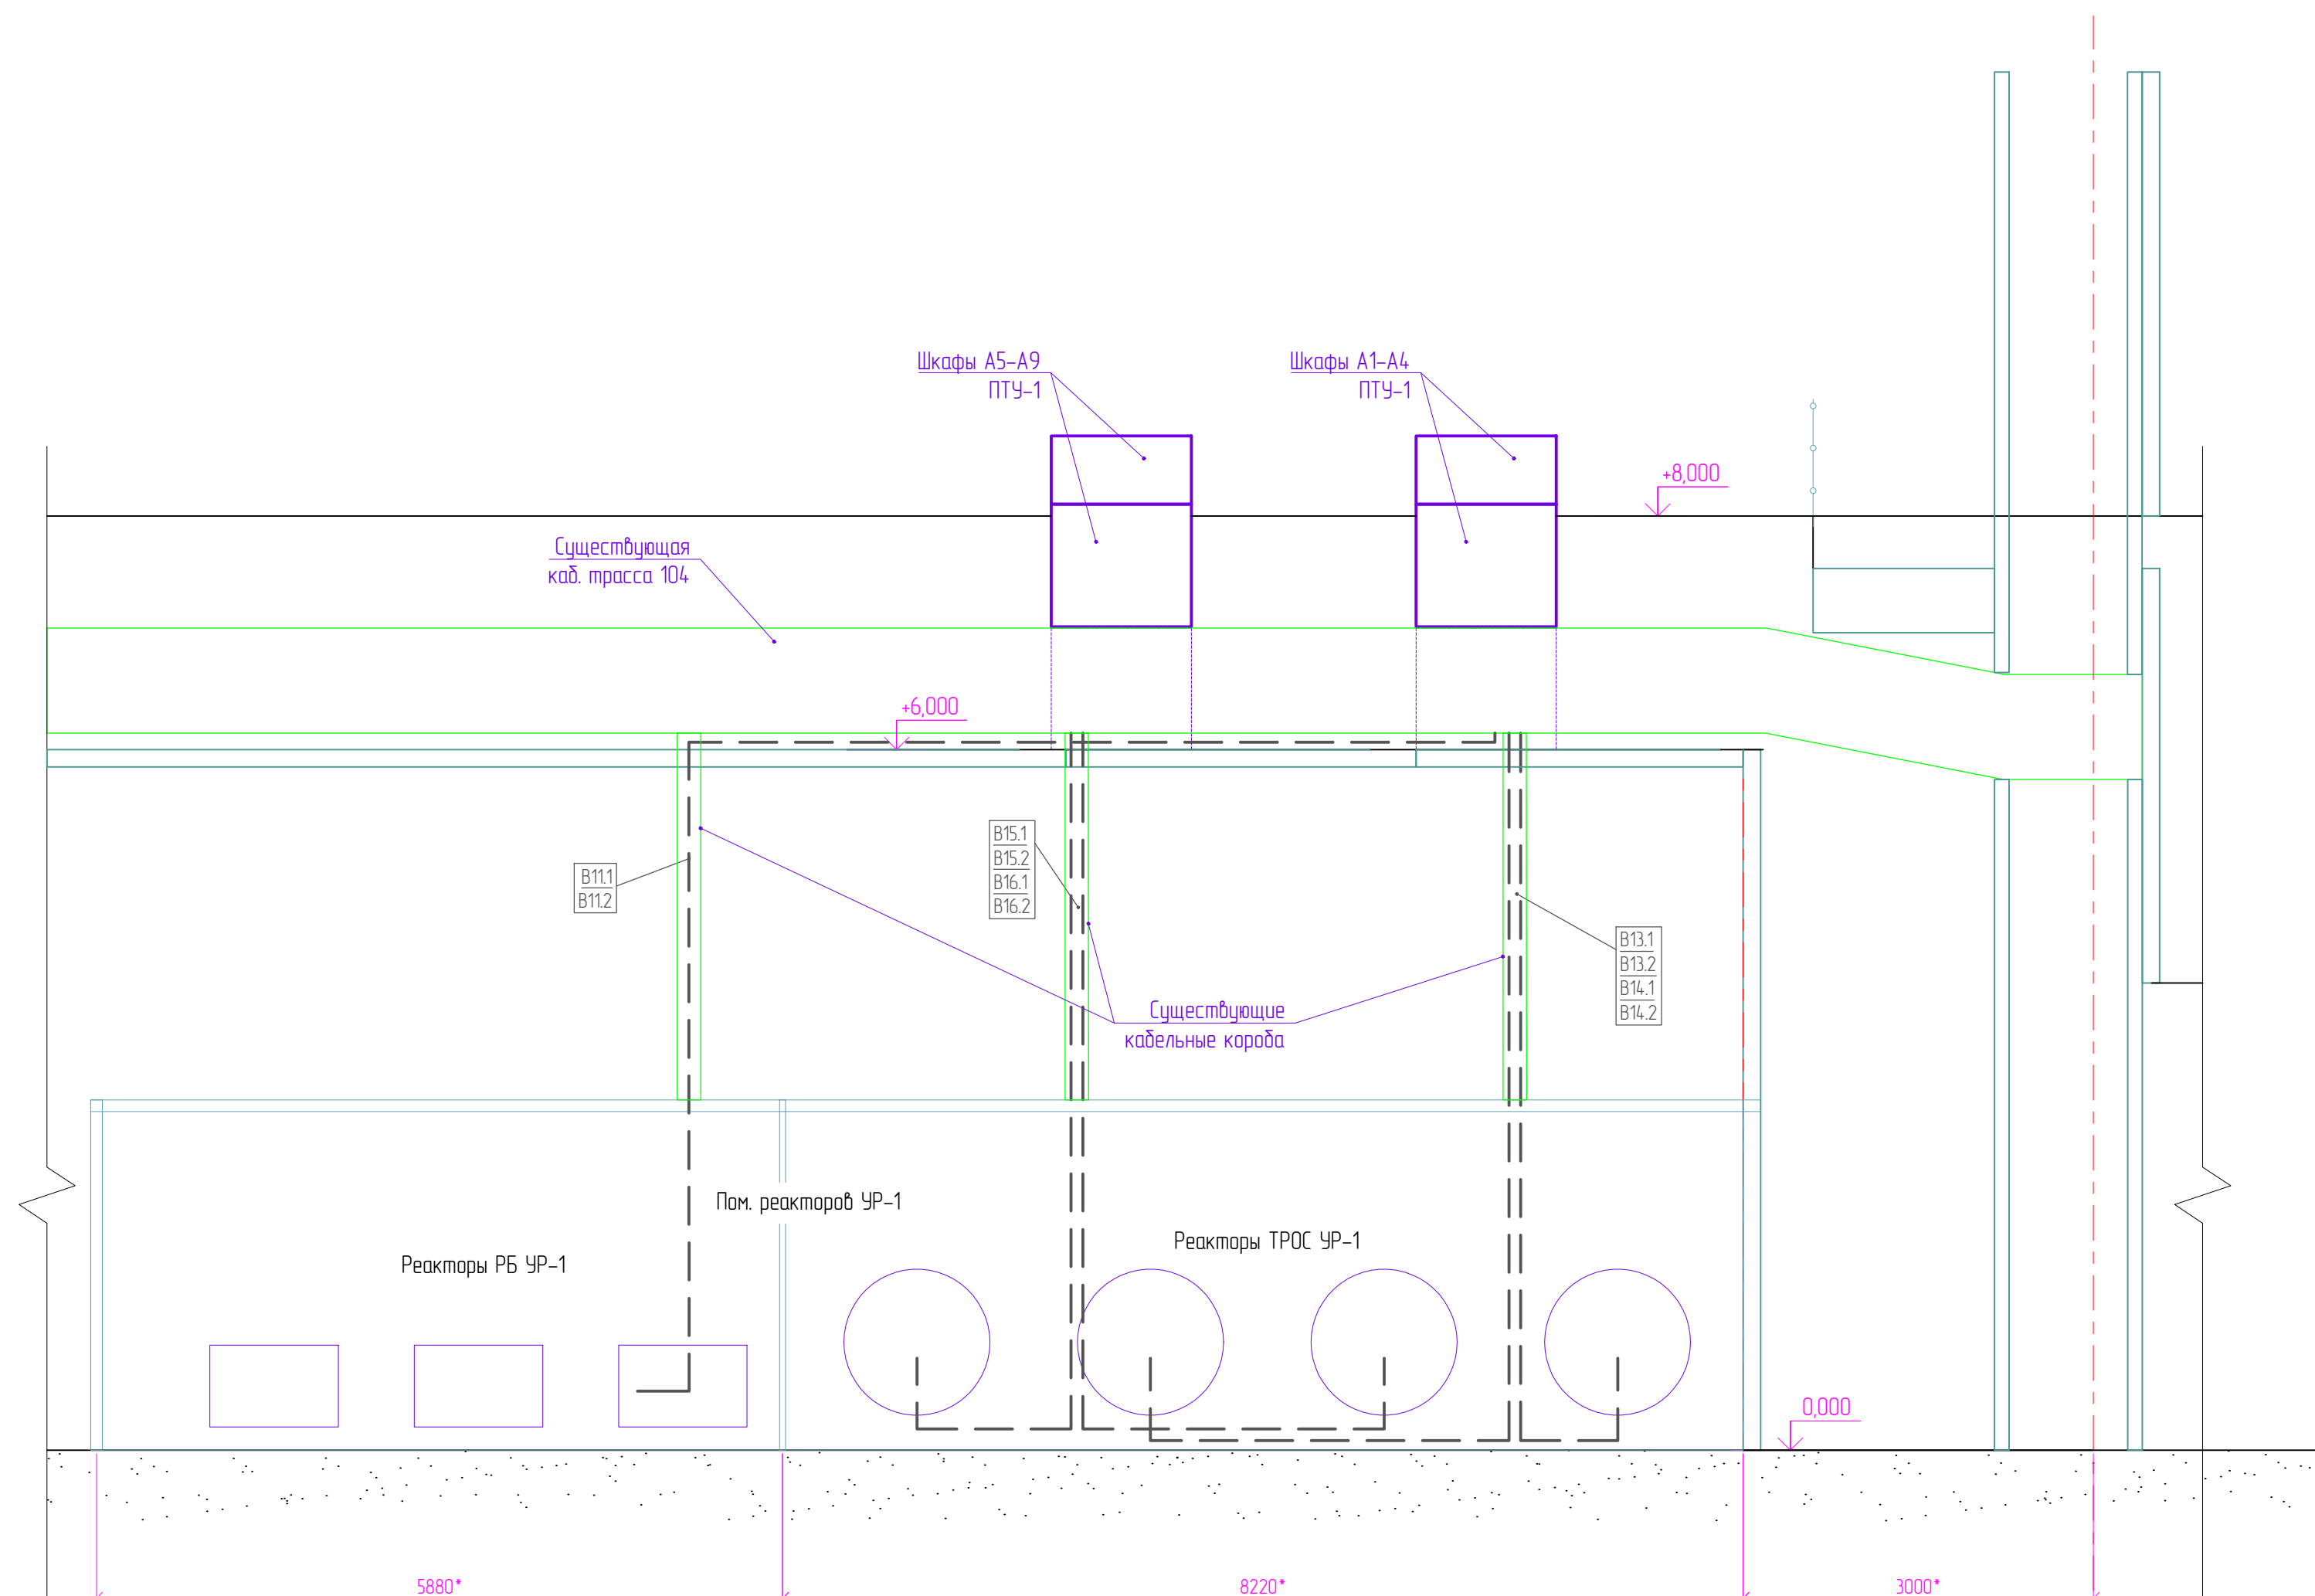 Шкафы А5-А9
ПТУ-1
Шкафы А1-А4
ПТУ-1
+8,000
Существующая
каб. трасса 104
+6,000
В15.1
В15.2
В16.1
В16.2
В11.1
В11.2
В13.1
В13.2
В14.1
В14.2
Существующие
кабельные короба
Пом. реакторов УР-1
Реакторы ТРОС УР-1
Реакторы РБ УР-1
0,000
5880*
8220*
3000*